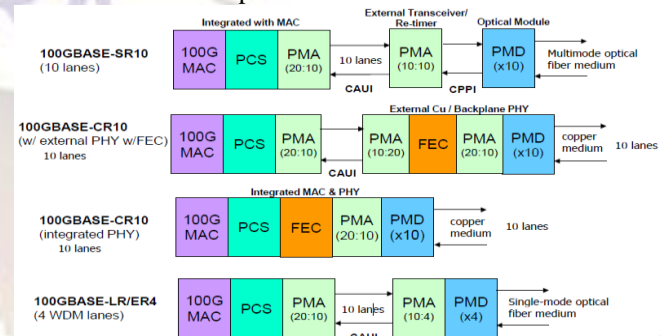 External Transceiver/
Integrated with MAC Re-timer Optical Module
100GBASE-SR10
(10 lanes)
100G
MAC
PCS
PMA
(20:10)
10 lanes
CAUI
PMA
(10:10)
CPPI
PMD
(x10)
Multimode optical
fiber medium
External Cu / Backplane PHY
100GBASE-CR10
(w/ external PHY w/FEC)
10 lanes
100G
MAC
PCS
PMA
(20:10)
CAUI
PMA
(10:20)
FEC
PMA
(20:10)
PMD
(x10)
copper
medium
10 lanes
Integrated MAC & PHY
100GBASE-CR10
(integrated PHY)
10 lanes
100G
MAC
PCS
FEC
PMA
(20:10)
PMD
(x10)
copper
medium
10 lanes
100GBASE-LR/ER4
(4 WDM lanes)
100G
MAC
PCS
PMA
(20:10)
10 lanes
CAUI
PMA
(10:4)
PMD
(x4)
Single-mode optical
fiber medium